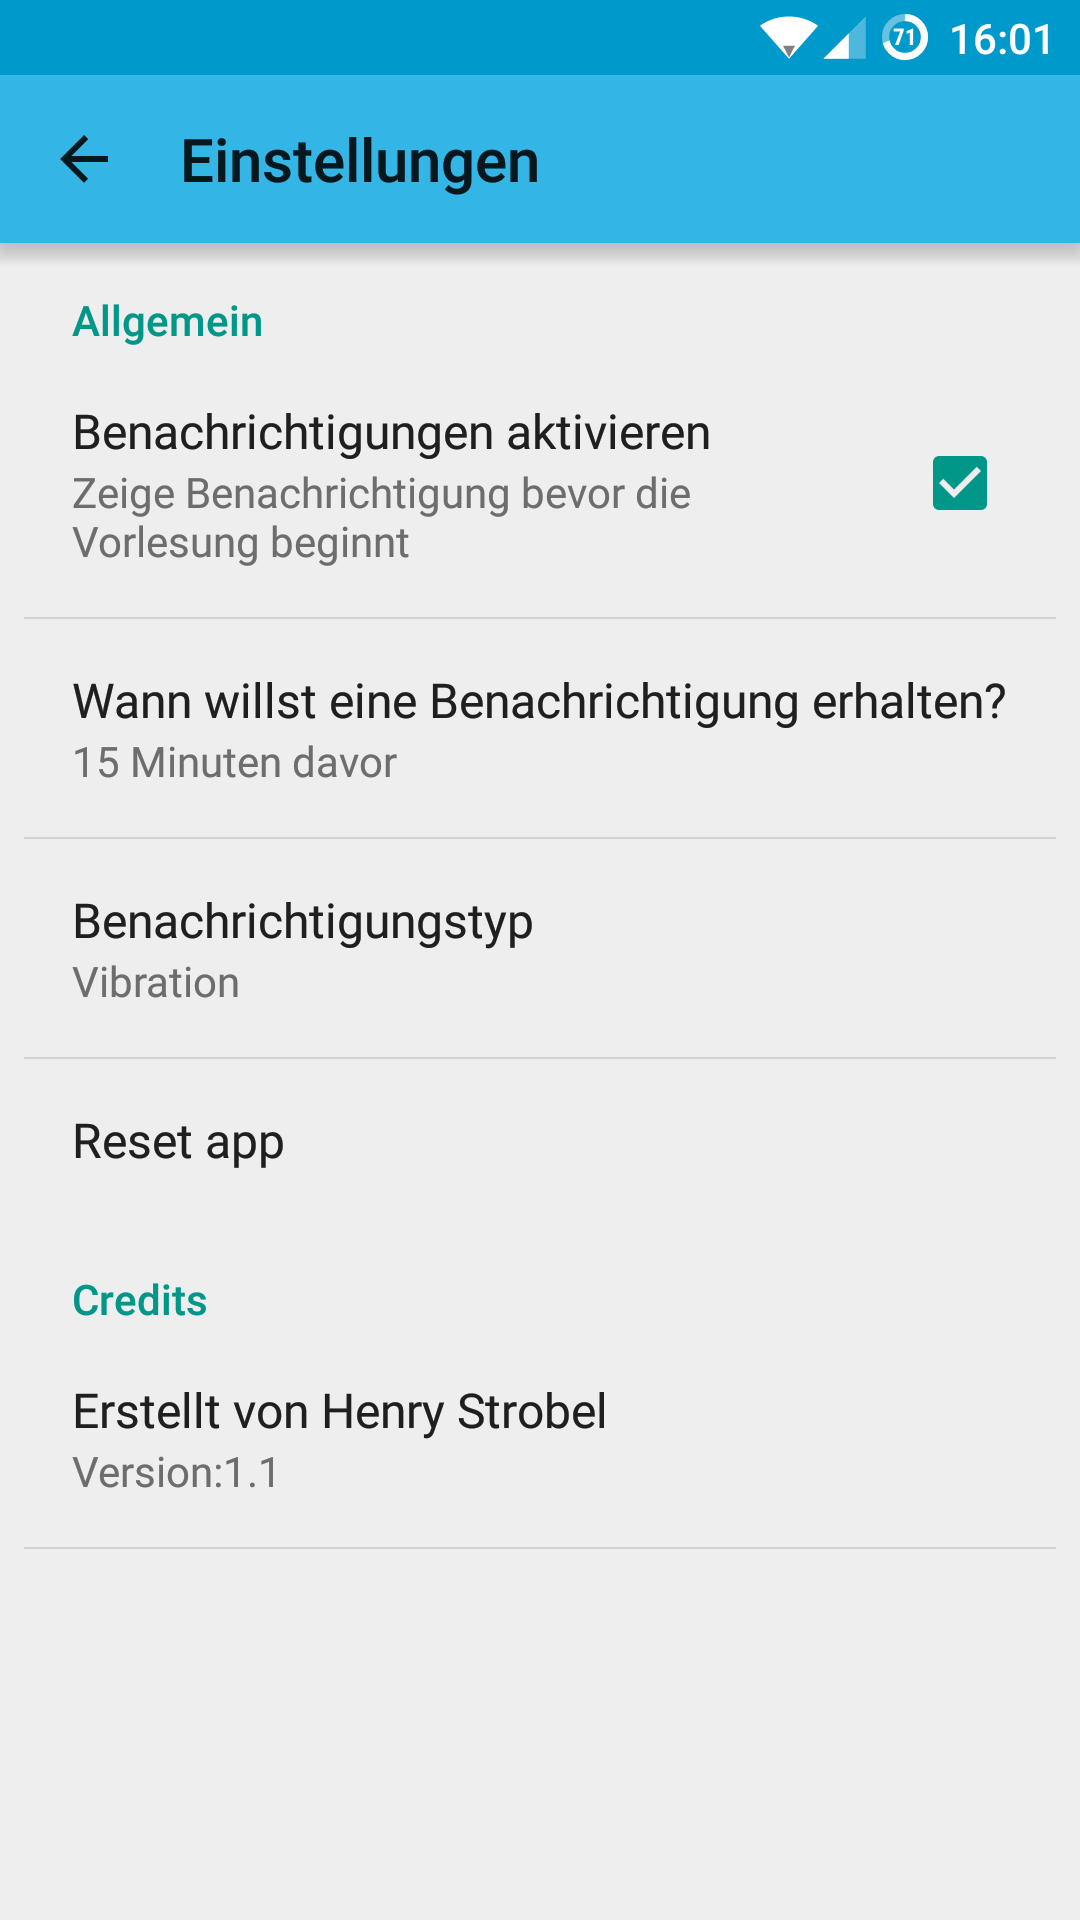 71 16:01
Einstellungen
Allgemein
Benachrichtigungen aktivieren
Zeige Benachrichtigung bevor die
Vorlesung beginnt
Wann willst eine Benachrichtigung erhalten?
15 Minuten davor
Benachrichtigungstyp
Vibration
Reset app
Credits
Erstellt von Henry Strobel
Version:1.1